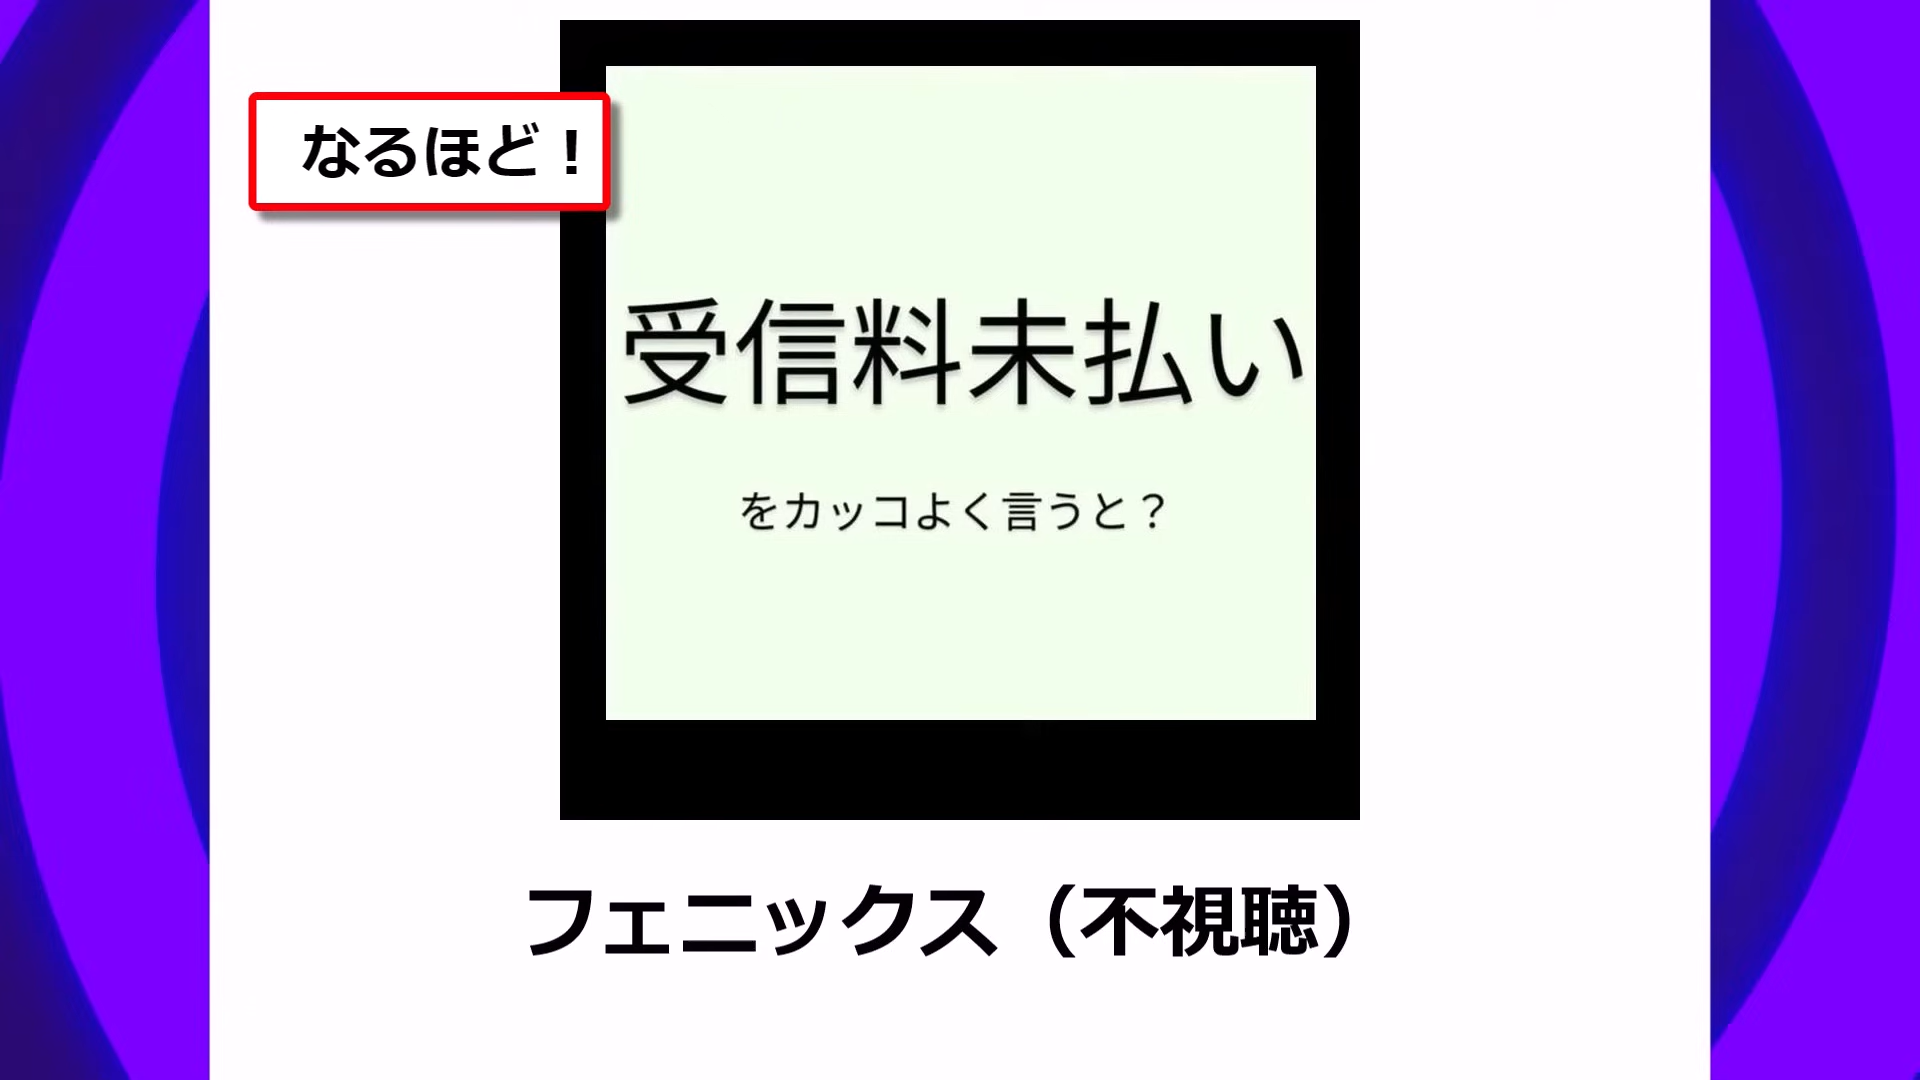 なるほど！
受信料未払い
をカッコよく言うと？
フェニックス（不視聴）